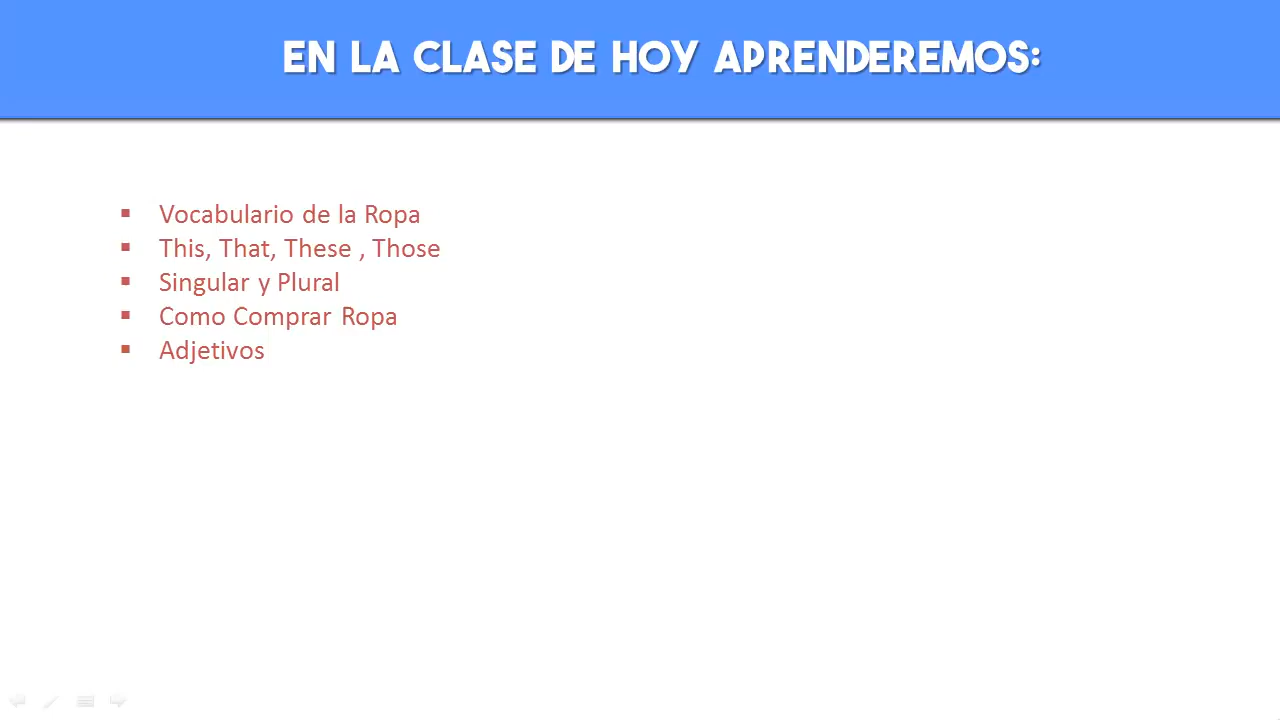 EN LA CLASE DE HOY APRENDEREMOS:
▪ Vocabulario de la Ropa
▪ This, That, These , Those
▪ Singular y Plural
▪ Como Comprar Ropa
▪ Adjetivos